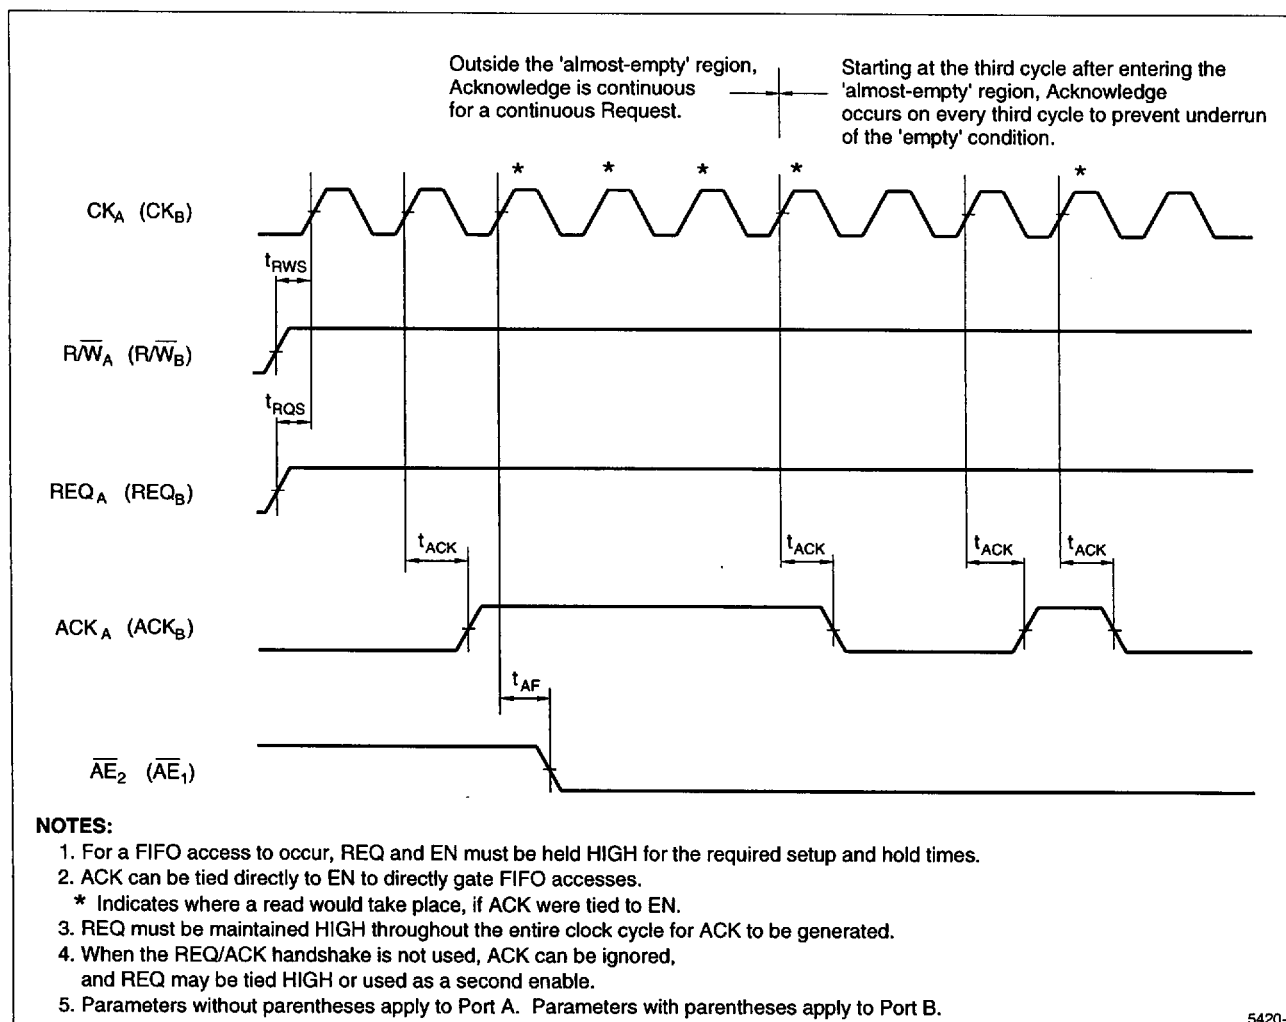 Outside the 'almost-empty' region,
Acknowledge is continuous
for a continuous Request.
Starting at the third cycle after entering the
'almost-empty' region, Acknowledge
occurs on every third cycle to prevent underrun
of the 'empty' condition.
* * * * *
CKA (CKB)
tRWS
R/W̅A (R/W̅B)
tRQS
REQA (REQB)
tACK tACK tACK tACK
ACKA (ACKB)
tAF
A̅E̅2 (A̅E̅1)
NOTES:
1. For a FIFO access to occur, REQ and EN must be held HIGH for the required setup and hold times.
2. ACK can be tied directly to EN to directly gate FIFO accesses.
* Indicates where a read would take place, if ACK were tied to EN.
3. REQ must be maintained HIGH throughout the entire clock cycle for ACK to be generated.
4. When the REQ/ACK handshake is not used, ACK can be ignored,
and REQ may be tied HIGH or used as a second enable.
5. Parameters without parentheses apply to Port A. Parameters with parentheses apply to Port B.
5420-